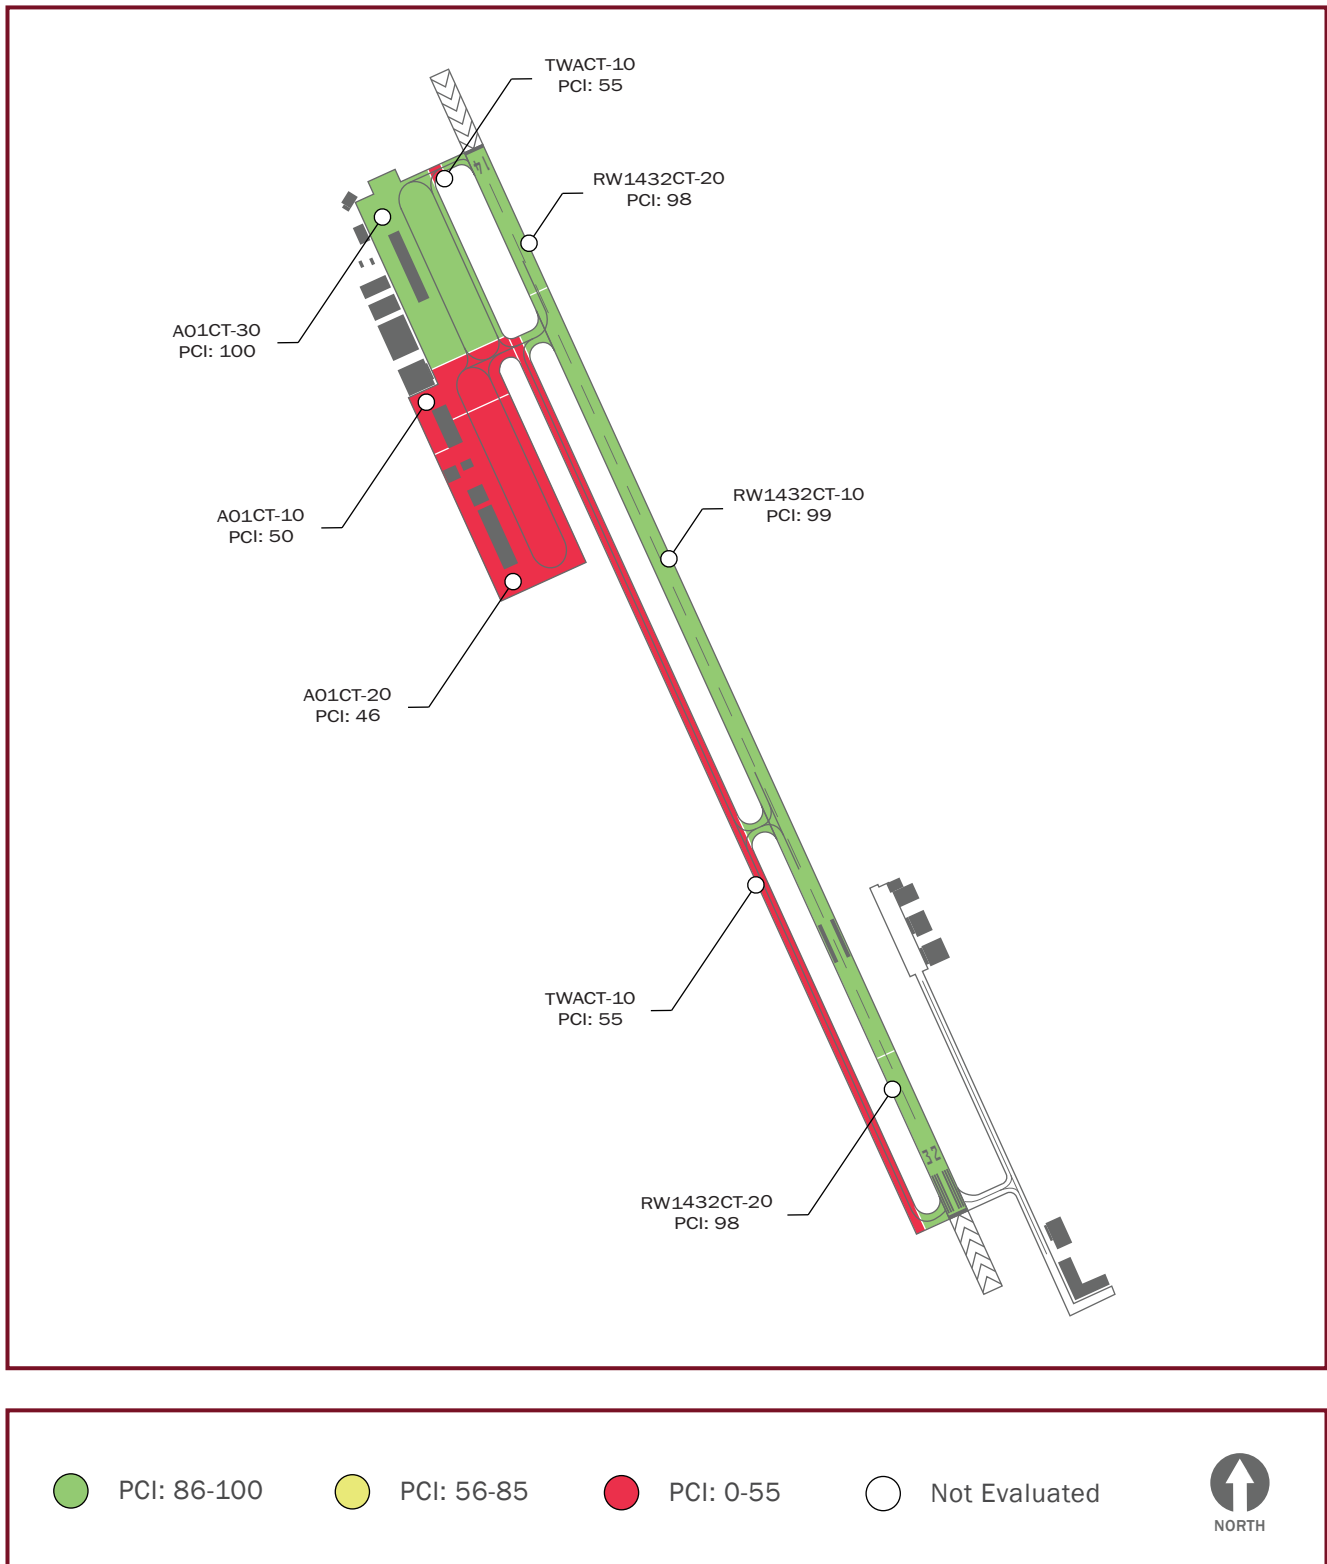 TWACT-10
PCI: 55
RW1432CT-20
PCI: 98
A01CT-30
PCI: 100
A01CT-10
PCI: 50
RW1432CT-10
PCI: 99
A01CT-20
PCI: 46
TWACT-10
PCI: 55
32
RW1432CT-20
PCI: 98
PCI: 86-100
PCI: 56-85
PCI: 0-55
Not Evaluated
NORTH